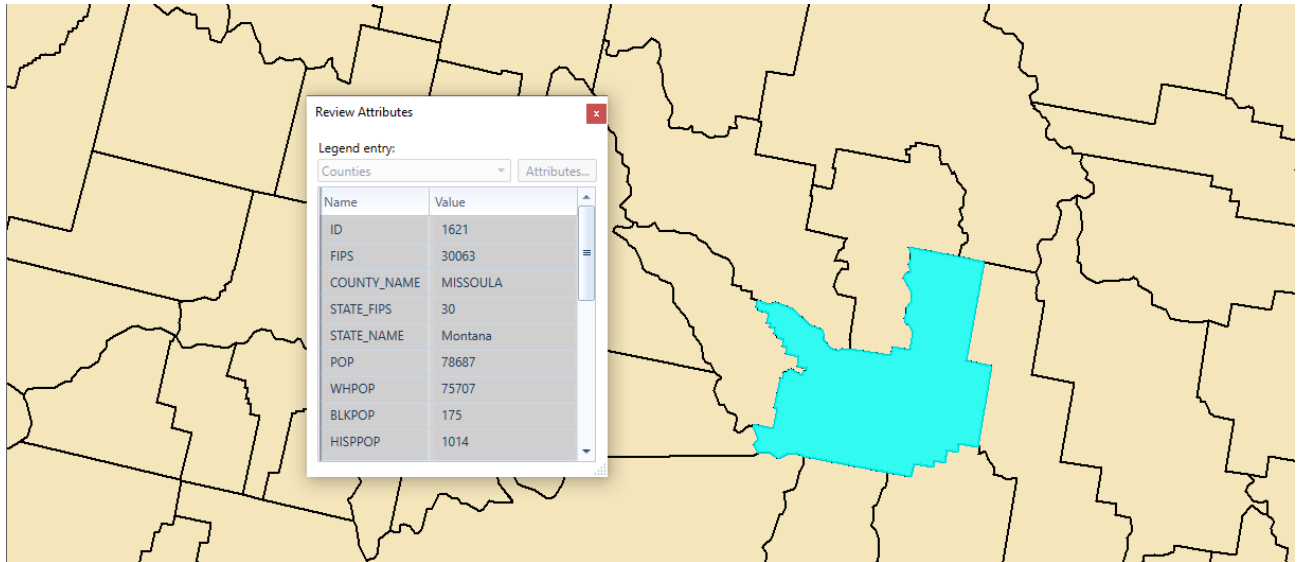 Review Attributes
x
Legend entry:
Counties Attributes...
Name Value
ID 1621
FIPS 30063
COUNTY_NAME MISSOULA
STATE_FIPS 30
STATE_NAME Montana
POP 78687
WHPOP 75707
BLKPOP 175
HISPPOP 1014